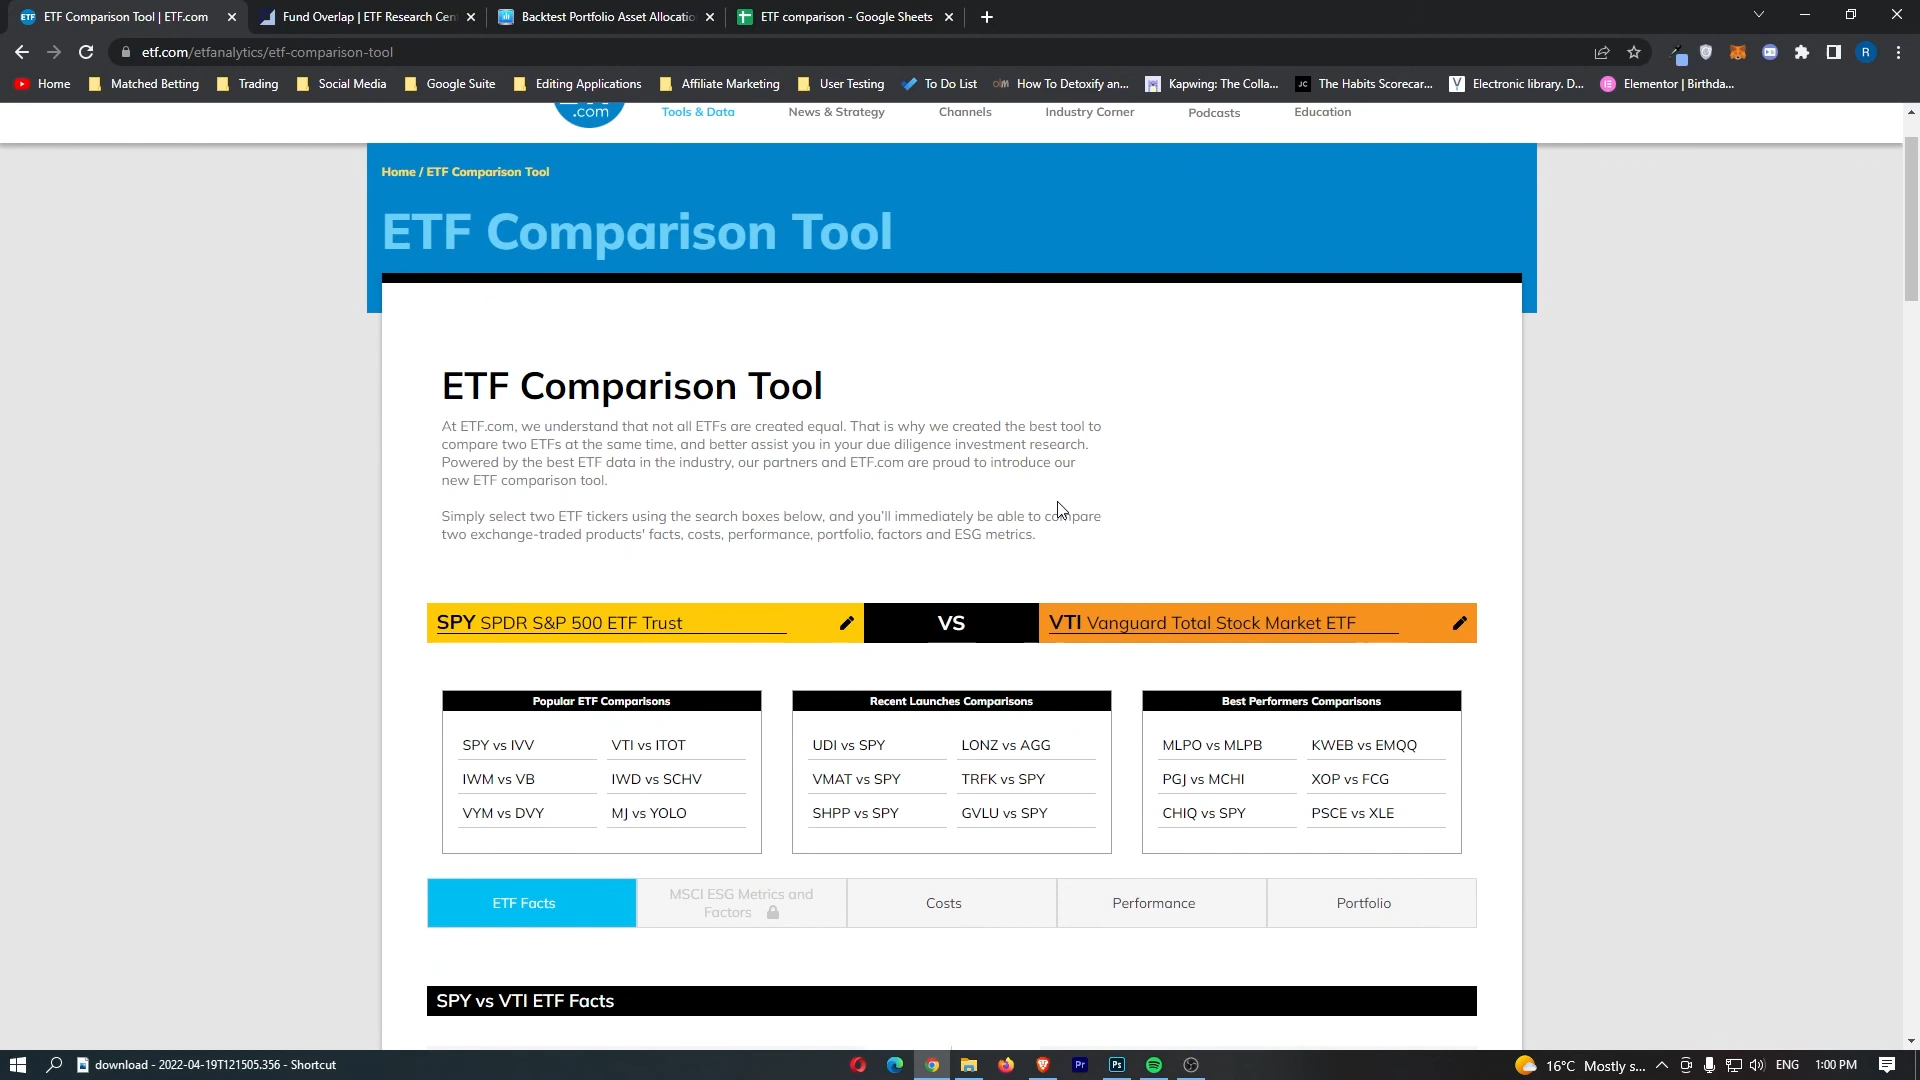 ETF Comparison Tool | ETF.com
Fund Overlap | ETF Research Cen
Backtest Portfolio Asset Allocatio
ETF comparison - Google Sheets
etf.com/etfanalytics/etf-comparison-tool
R
Home
Matched Betting
Trading
Social Media
Google Suite
Editing Applications
Affiliate Marketing
User Testing
To Do List
How To Detoxify an...
Kapwing: The Colla...
The Habits Scorecar...
Electronic library. D...
Elementor | Birthda...
.com
Tools & Data
News & Strategy
Channels
Industry Corner
Podcasts
Education
Home / ETF Comparison Tool
ETF Comparison Tool
ETF Comparison Tool
At ETF.com, we understand that not all ETFs are created equal. That is why we created the best tool to
compare two ETFs at the same time, and better assist you in your due diligence investment research.
Powered by the best ETF data in the industry, our partners and ETF.com are proud to introduce our
new ETF comparison tool.
Simply select two ETF tickers using the search boxes below, and you'll immediately be able to compare
two exchange-traded products' facts, costs, performance, portfolio, factors and ESG metrics.
SPY SPDR S&P 500 ETF Trust
VS
VTI Vanguard Total Stock Market ETF
Popular ETF Comparisons
SPY vs IVV
VTI vs ITOT
IWM vs VB
IWD vs SCHV
VYM vs DVY
MJ vs YOLO
Recent Launches Comparisons
UDI vs SPY
LONZ vs AGG
VMAT vs SPY
TRFK vs SPY
SHPP vs SPY
GVLU vs SPY
Best Performers Comparisons
MLPO vs MLPB
KWEB vs EMQQ
PGJ vs MCHI
XOP vs FCG
CHIQ vs SPY
PSCE vs XLE
ETF Facts
MSCI ESG Metrics and
Factors
Costs
Performance
Portfolio
SPY vs VTI ETF Facts
download - 2022-04-19T121505.356 - Shortcut
Pr
Ps
16°C Mostly s...
ENG
1:00 PM